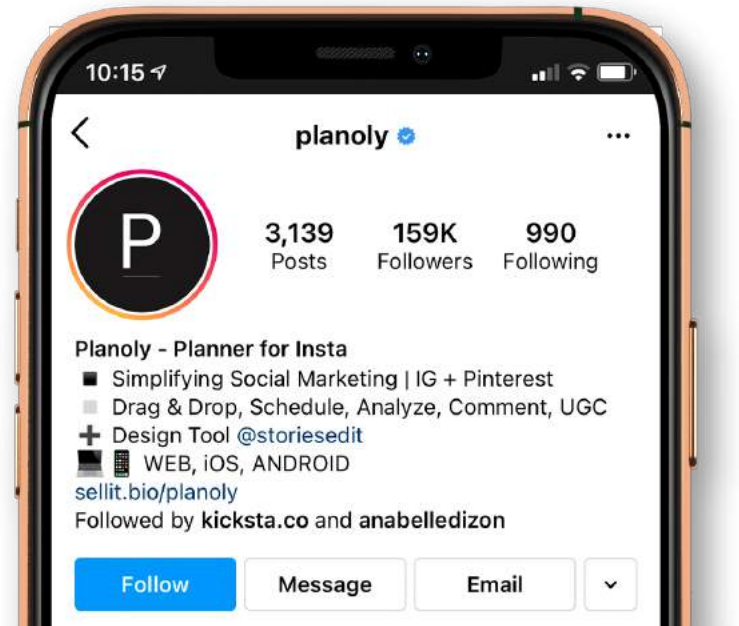 10:15
planoly
P
3,139 159K 990
Posts Followers Following
Planoly - Planner for Insta
Simplifying Social Marketing | IG + Pinterest
Drag & Drop, Schedule, Analyze, Comment, UGC
Design Tool @storiesedit
WEB, iOS, ANDROID
sellit.bio/planoly
Followed by kicksta.co and anabelledizon
Follow Message Email